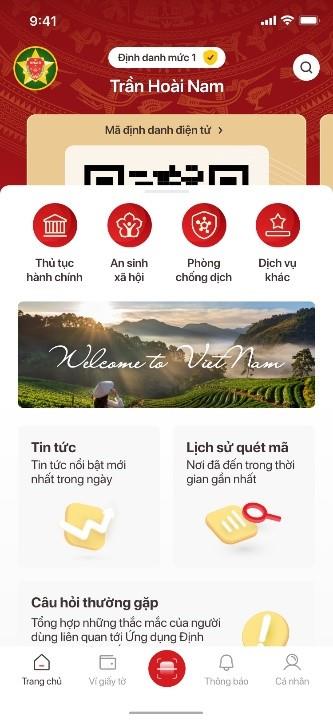 9:41
Định danh mức 1
Trần Hoài Nam
Mã định danh điện tử >
Thủ tục
hành chính
An sinh
xã hội
Phòng
chống dịch
Dịch vụ
khác
Welcome to Việt Nam
Tin tức
Tin tức nổi bật mới
nhất trong ngày
Lịch sử quét mã
Nơi đã đến trong thời
gian gần nhất
Câu hỏi thường gặp
Tổng hợp những thắc mắc của người
dùng liên quan tới Ứng dụng Định
Trang chủ
Ví giấy tờ
Thông báo
Cá nhân